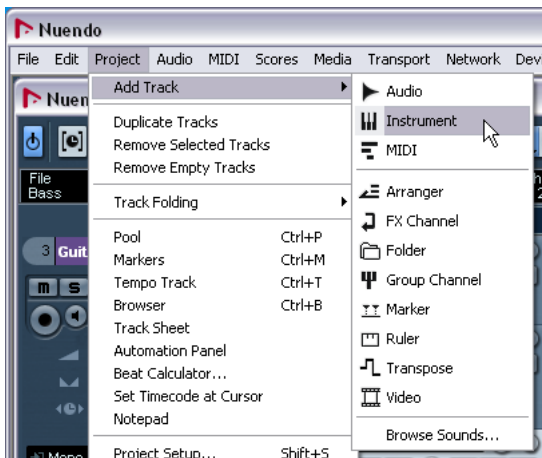 Nuendo
File Edit Project Audio MIDI Scores Media Transport Network Dev
Nuen
File
Bass
3 Guit
m s
Mono
Add Track
Duplicate Tracks
Remove Selected Tracks
Remove Empty Tracks
Track Folding
Pool Ctrl+P
Markers Ctrl+M
Tempo Track Ctrl+T
Browser Ctrl+B
Track Sheet
Automation Panel
Beat Calculator...
Set Timecode at Cursor
Notepad
Project Setup... Shift+S
Audio
Instrument
MIDI
Arranger
FX Channel
Folder
Group Channel
Marker
Ruler
Transpose
Video
Browse Sounds...